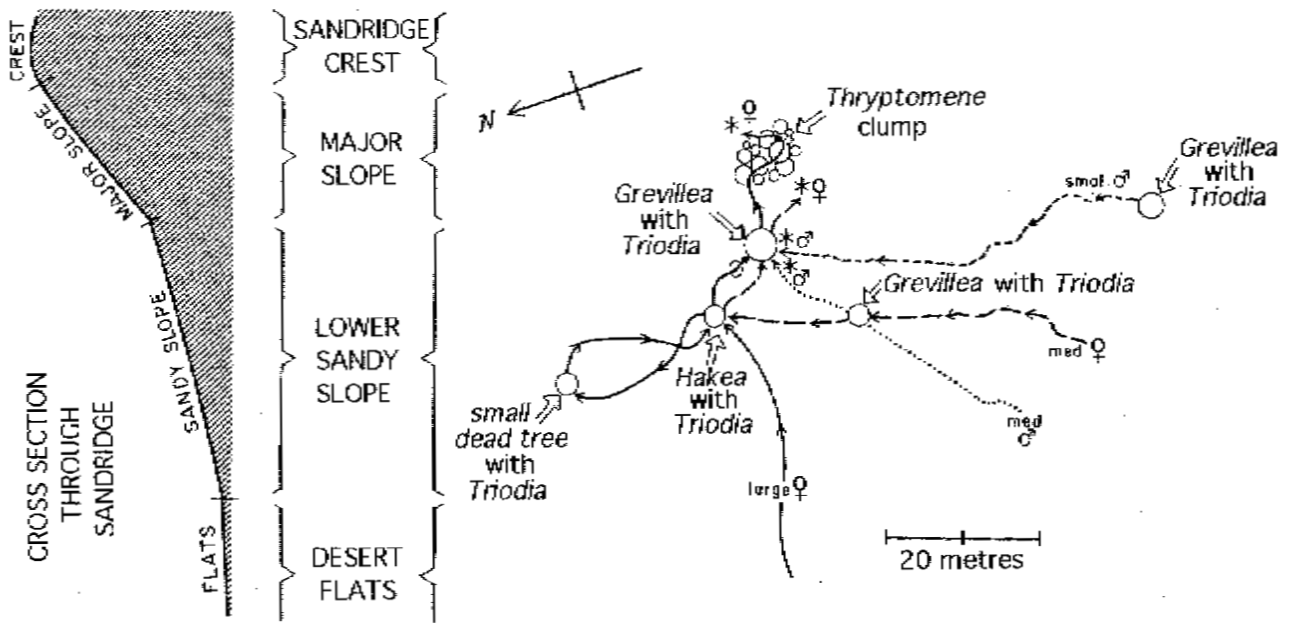 CREST
MAJOR SLOPE
SANDY SLOPE
FLATS
CROSS SECTION
THROUGH
SANDRIDGE
SANDRIDGE
CREST
MAJOR
SLOPE
LOWER
SANDY
SLOPE
DESERT
FLATS
N
*♀
Thryptomene
clump
Grevillea
with
Triodia
*♀
*♂
*♂
small ♂
Grevillea
with
Triodia
Grevillea with Triodia
med ♀
Hakea
with
Triodia
med
♂
small
dead tree
with
Triodia
large ♀
20 metres